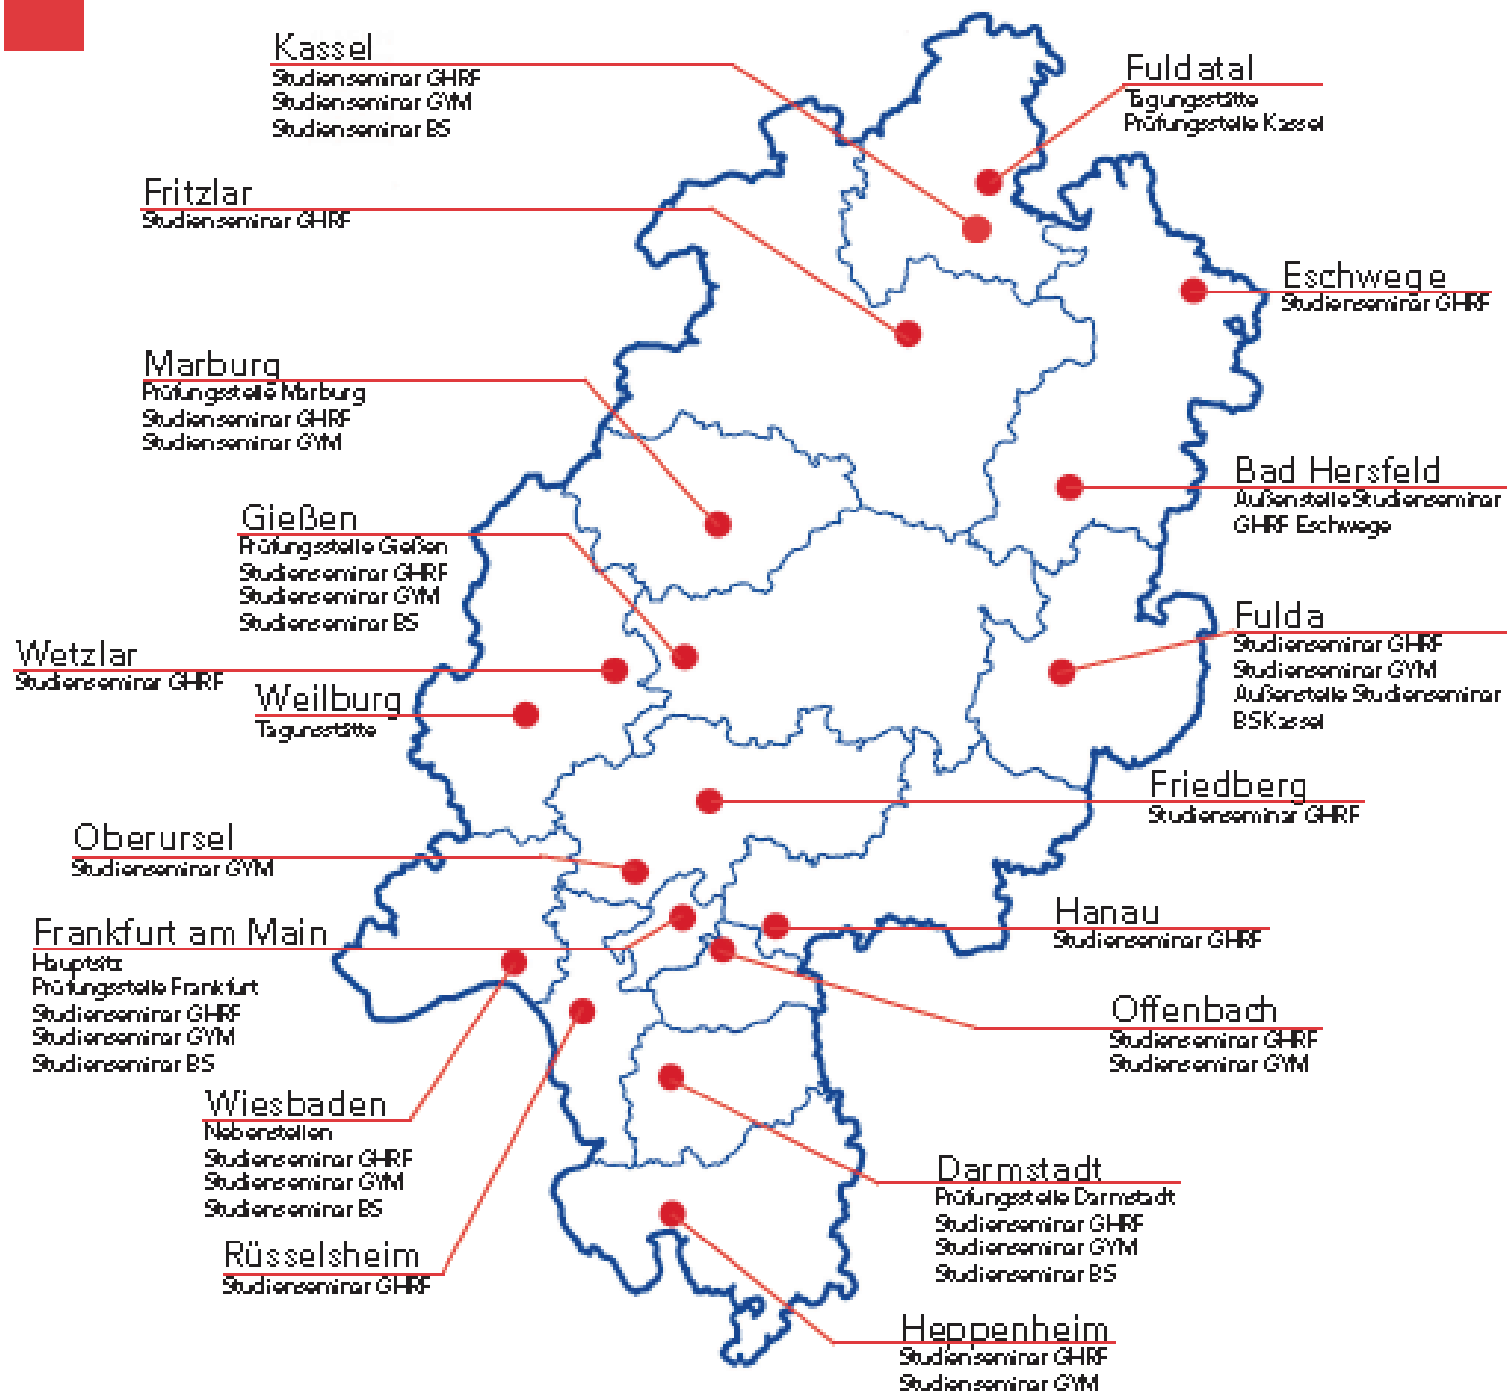 Kassel
Studienseminar GHRF
Studienseminar GYM
Studienseminar BS
Fuldatal
Tagungsstätte
Prüfungsstelle Kassel
Fritzlar
Studienseminar GHRF
Eschwege
Studienseminar GHRF
Marburg
Prüfungsstelle Marburg
Studienseminar GHRF
Studienseminar GYM
Bad Hersfeld
Außenstelle Studienseminar
GHRF Eschwege
Gießen
Prüfungsstelle Gießen
Studienseminar GHRF
Studienseminar GYM
Studienseminar BS
Fulda
Studienseminar GHRF
Studienseminar GYM
Außenstelle Studienseminar
BS Kassel
Wetzlar
Studienseminar GHRF
Weilburg
Tagunsstätte
Friedberg
Studienseminar GHRF
Oberursel
Studienseminar GYM
Frankfurt am Main
Hauptsitz
Prüfungsstelle Frankfurt
Studienseminar GHRF
Studienseminar GYM
Studienseminar BS
Hanau
Studienseminar GHRF
Offenbach
Studienseminar GHRF
Studienseminar GYM
Wiesbaden
Nebenstellen
Studienseminar GHRF
Studienseminar GYM
Studienseminar BS
Darmstadt
Prüfungsstelle Darmstadt
Studienseminar GHRF
Studienseminar GYM
Studienseminar BS
Rüsselsheim
Studienseminar GHRF
Heppenheim
Studienseminar GHRF
Studienseminar GYM